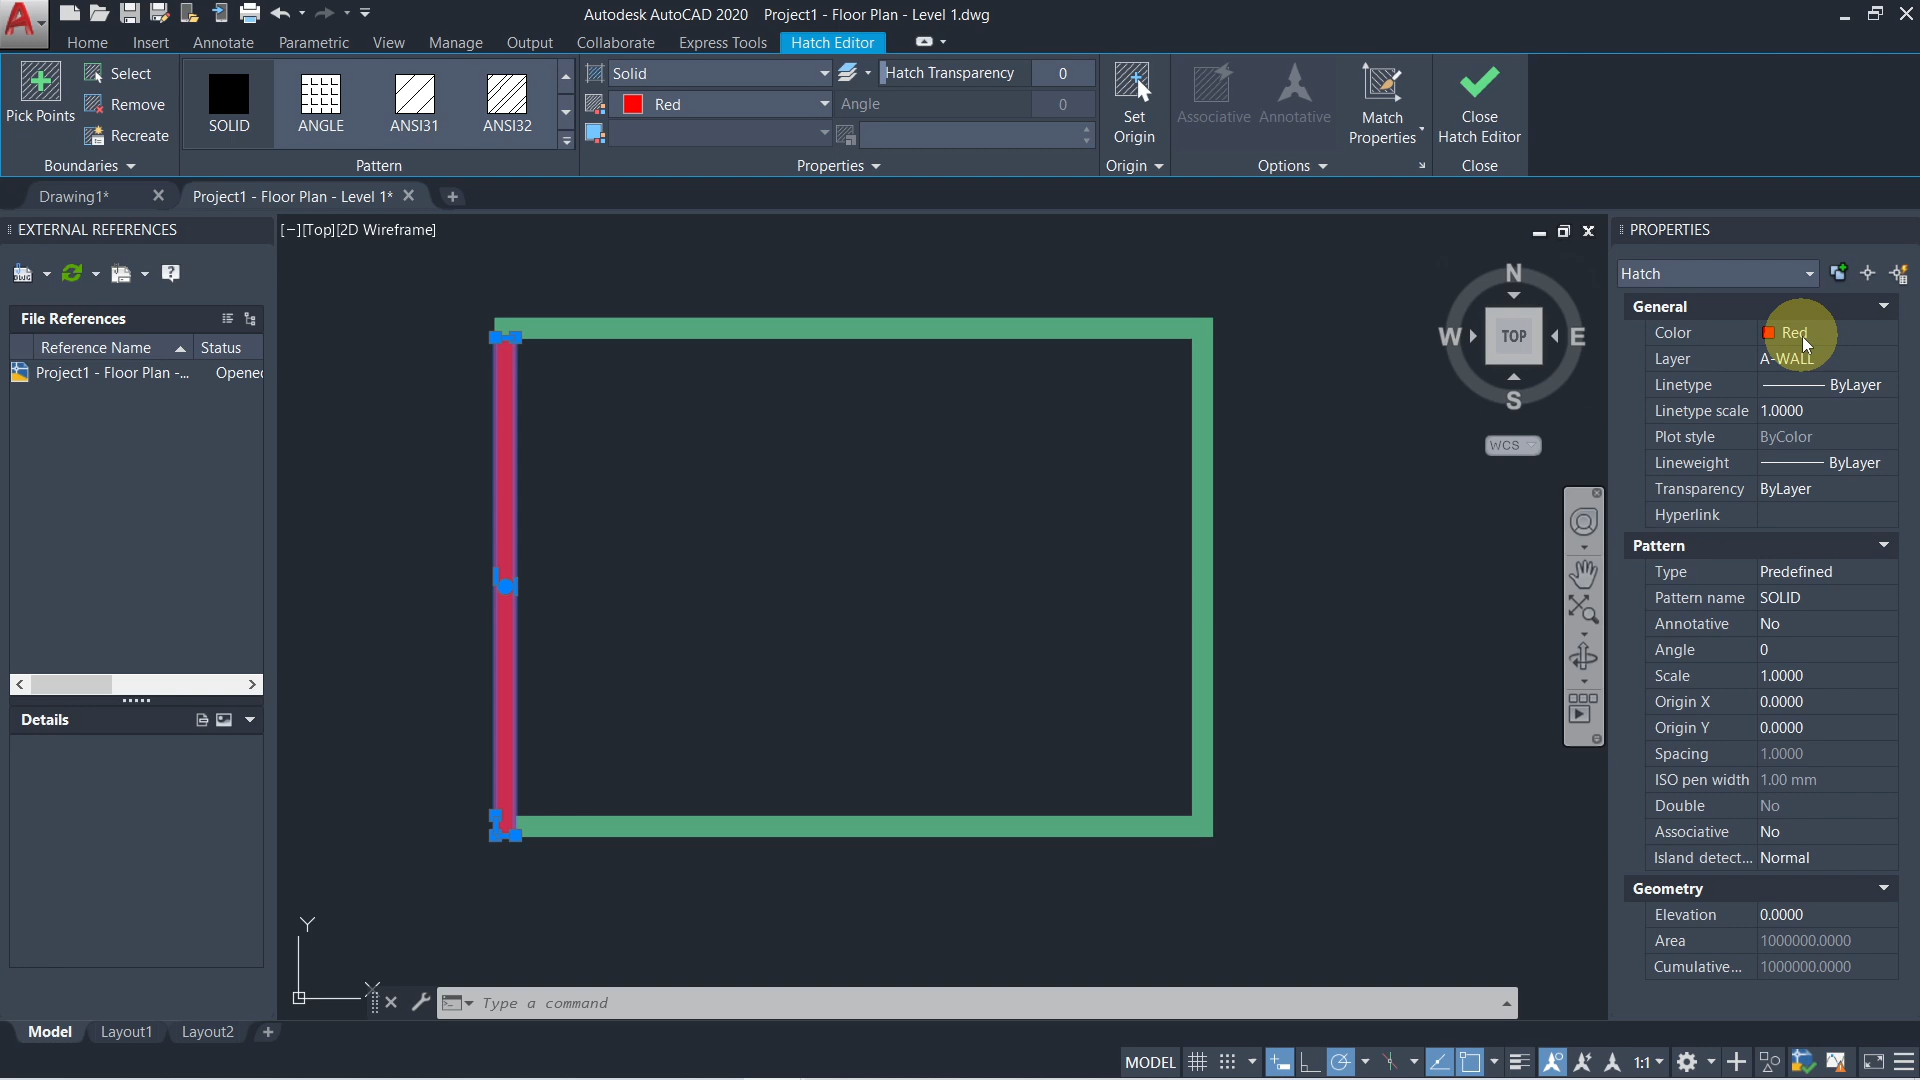 Autodesk AutoCAD 2020 Project1 - Floor Plan - Level 1.dwg
Home Insert Annotate Parametric View Manage Output Collaborate Express Tools Hatch Editor
Pick Points
Select
Remove
Recreate
Boundaries
SOLID ANGLE ANSI31 ANSI32
Pattern
Solid
Red
Hatch Transparency 0
Angle 0
Properties
Set
Origin
Origin
Associative Annotative
Match
Properties
Options
Close
Hatch Editor
Close
Drawing1* Project1 - Floor Plan - Level 1*
EXTERNAL REFERENCES
DWG
File References
Reference Name Status
Project1 - Floor Plan -... Opene
Details
[−][Top][2D Wireframe]
N
W TOP E
S
WCS
Y
X
Type a command
PROPERTIES
Hatch
General
Color Red
Layer A-WALL
Linetype ByLayer
Linetype scale 1.0000
Plot style ByColor
Lineweight ByLayer
Transparency ByLayer
Hyperlink
Pattern
Type Predefined
Pattern name SOLID
Annotative No
Angle 0
Scale 1.0000
Origin X 0.0000
Origin Y 0.0000
Spacing 1.0000
ISO pen width 1.00 mm
Double No
Associative No
Island detect... Normal
Geometry
Elevation 0.0000
Area 1000000.0000
Cumulative... 1000000.0000
Model Layout1 Layout2
MODEL 1:1